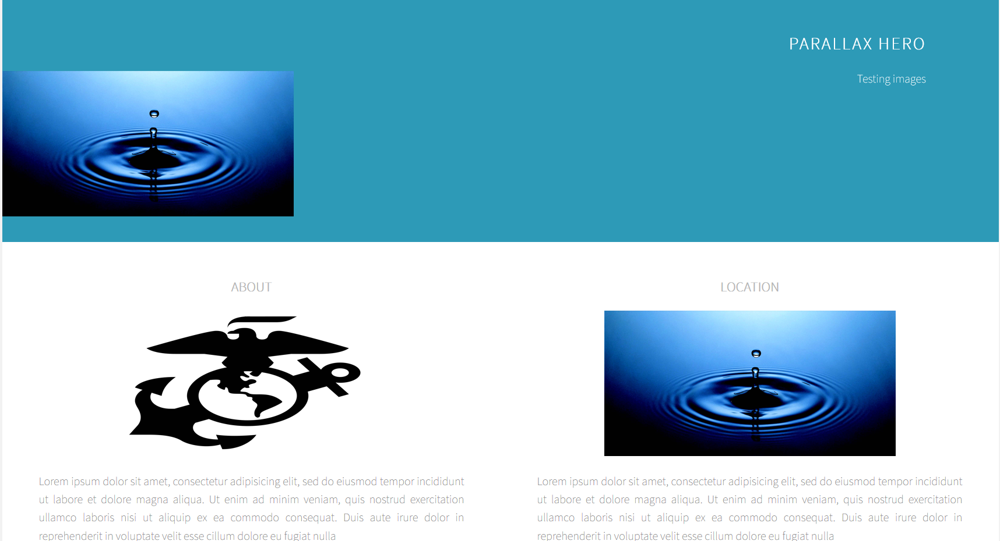 PARALLAX HERO
Testing images
ABOUT
Lorem ipsum dolor sit amet, consectetur adipisicing elit, sed do eiusmod tempor incididunt
ut labore et dolore magna aliqua. Ut enim ad minim veniam, quis nostrud exercitation
ullamco laboris nisi ut aliquip ex ea commodo consequat. Duis aute irure dolor in
reprehenderit in voluptate velit esse cillum dolore eu fugiat nulla
LOCATION
Lorem ipsum dolor sit amet, consectetur adipisicing elit, sed do eiusmod tempor incididunt
ut labore et dolore magna aliqua. Ut enim ad minim veniam, quis nostrud exercitation
ullamco laboris nisi ut aliquip ex ea commodo consequat. Duis aute irure dolor in
reprehenderit in voluptate velit esse cillum dolore eu fugiat nulla